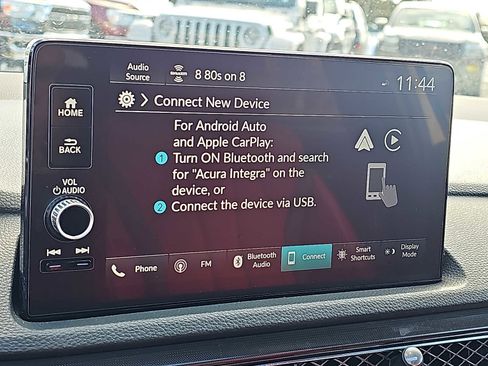 Audio
Source
SiriusXM
8 80s on 8
11:44
HOME
BACK
VOL
AUDIO
Connect New Device
For Android Auto
and Apple CarPlay:
1 Turn ON Bluetooth and search
for "Acura Integra" on the
device, or
2 Connect the device via USB.
Phone
FM
Bluetooth
Audio
Connect
Smart
Shortcuts
Display
Mode